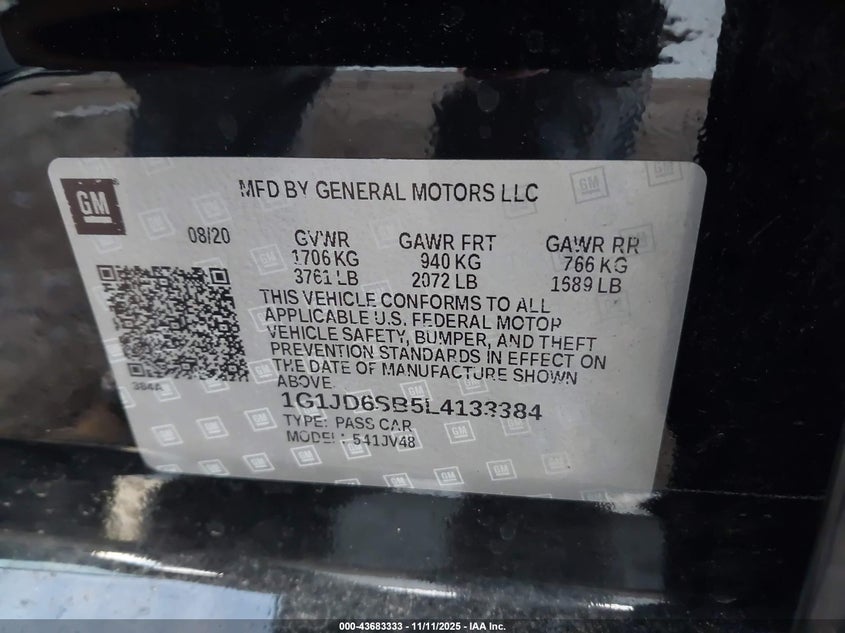 GM
MFD BY GENERAL MOTORS LLC
08/20
GVWR GAWR FRT GAWR RR
1706 KG 940 KG 766 KG
3761 LB 2072 LB 1689 LB
THIS VEHICLE CONFORMS TO ALL
APPLICABLE U.S. FEDERAL MOTOR
VEHICLE SAFETY, BUMPER, AND THEFT
PREVENTION STANDARDS IN EFFECT ON
THE DATE OF MANUFACTURE SHOWN
ABOVE.
384A
1G1JD6SB5L4133384
TYPE: PASS CAR
MODEL: 541JV48
000-43683333 - 11/11/2025 - IAA Inc.